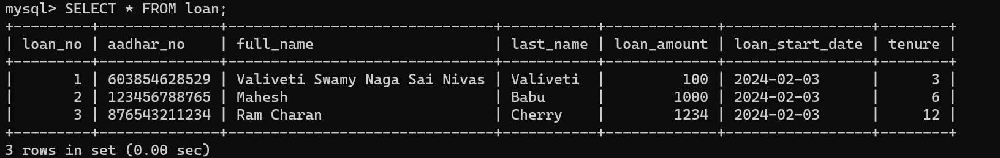 mysql> SELECT * FROM loan;
+---------+--------------+-------------------------------+-----------+-------------+-----------------+--------+
| loan_no | aadhar_no    | full_name                     | last_name | loan_amount | loan_start_date | tenure |
+---------+--------------+-------------------------------+-----------+-------------+-----------------+--------+
|       1 | 603854628529 | Valiveti Swamy Naga Sai Nivas | Valiveti  |         100 | 2024-02-03      |      3 |
|       2 | 123456788765 | Mahesh                        | Babu      |        1000 | 2024-02-03      |      6 |
|       3 | 876543211234 | Ram Charan                    | Cherry    |        1234 | 2024-02-03      |     12 |
+---------+--------------+-------------------------------+-----------+-------------+-----------------+--------+
3 rows in set (0.00 sec)